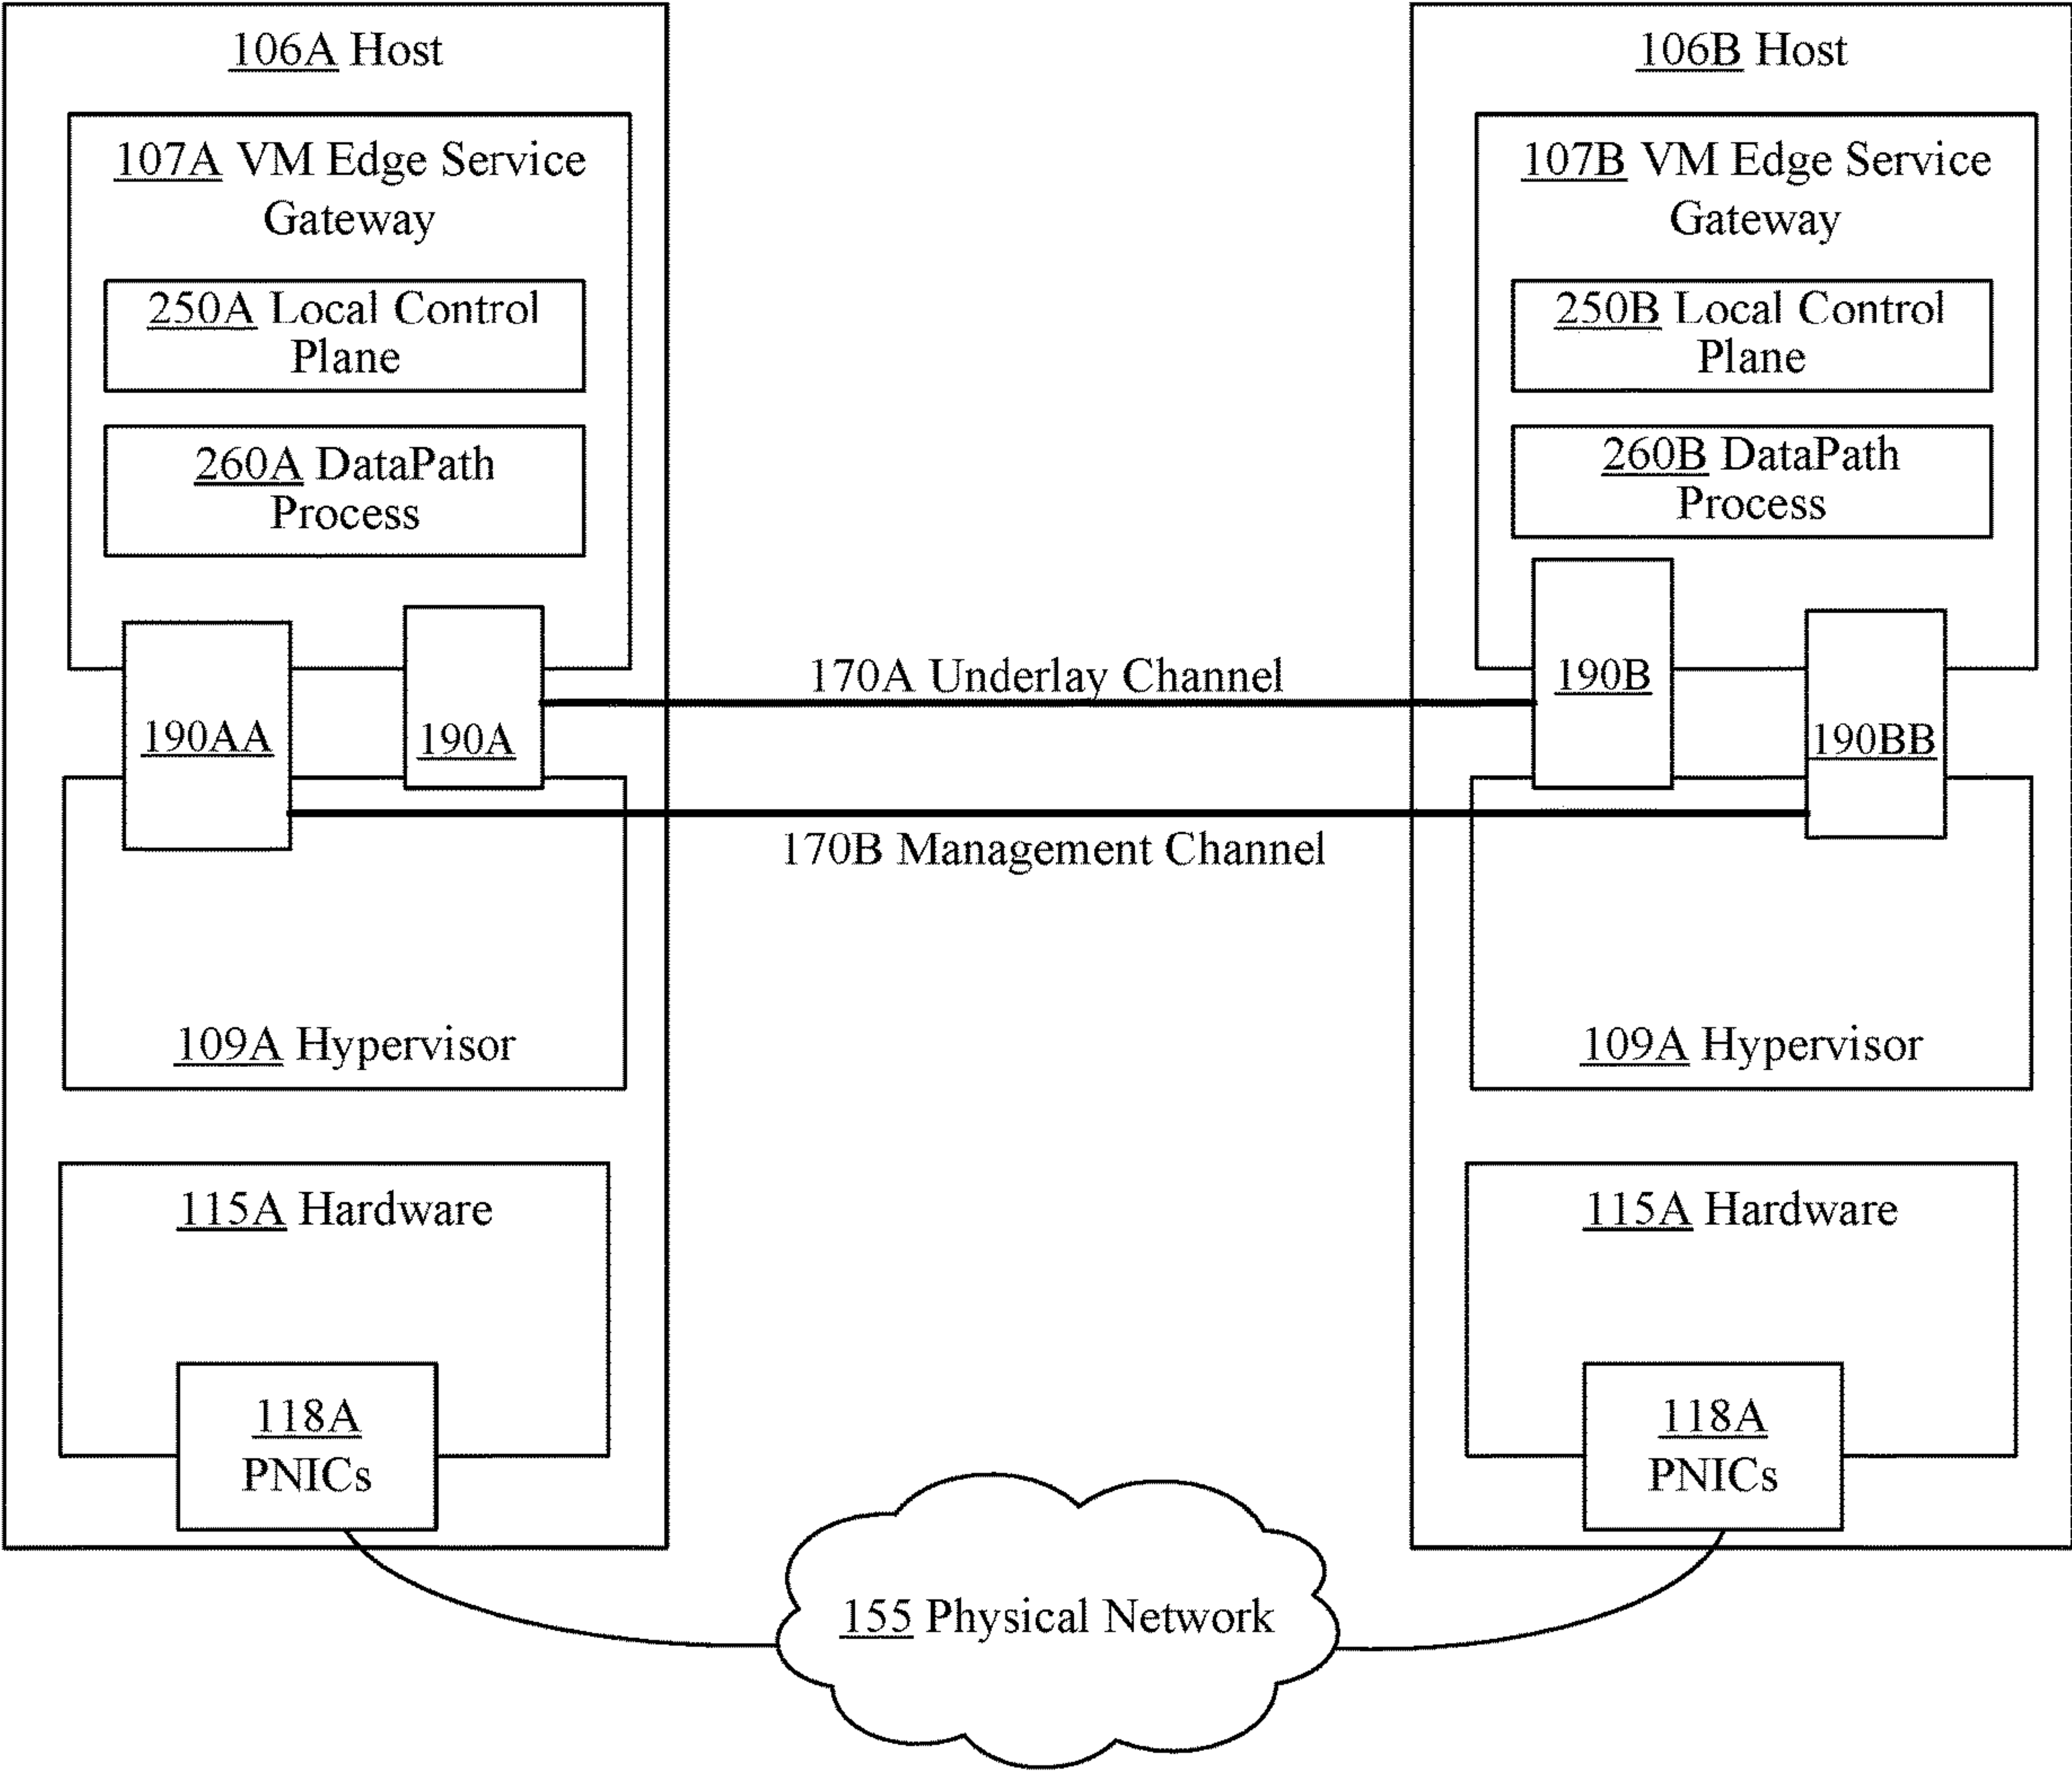 106A Host
107A VM Edge Service
Gateway
250A Local Control
Plane
260A DataPath
Process
190AA
190A
109A Hypervisor
115A Hardware
118A
PNICs
170A Underlay Channel
170B Management Channel
155 Physical Network
106B Host
107B VM Edge Service
Gateway
250B Local Control
Plane
260B DataPath
Process
190B
190BB
109A Hypervisor
115A Hardware
118A
PNICs